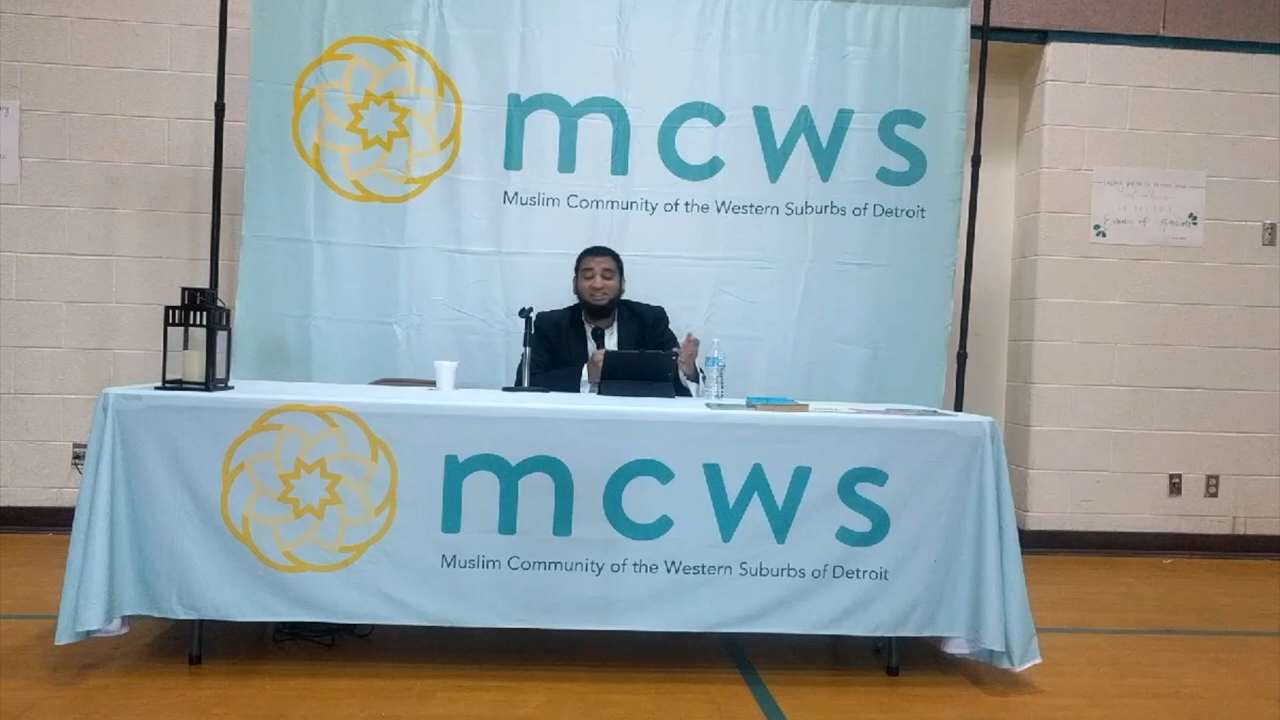 mcws
Muslim Community of the Western Suburbs of Detroit
mcws
Muslim Community of the Western Suburbs of Detroit